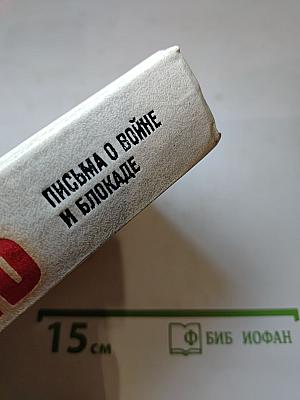 ПИСЬМА О ВОЙНЕ
И БЛОКАДЕ
15 см
Ф БИБ ИОФАН